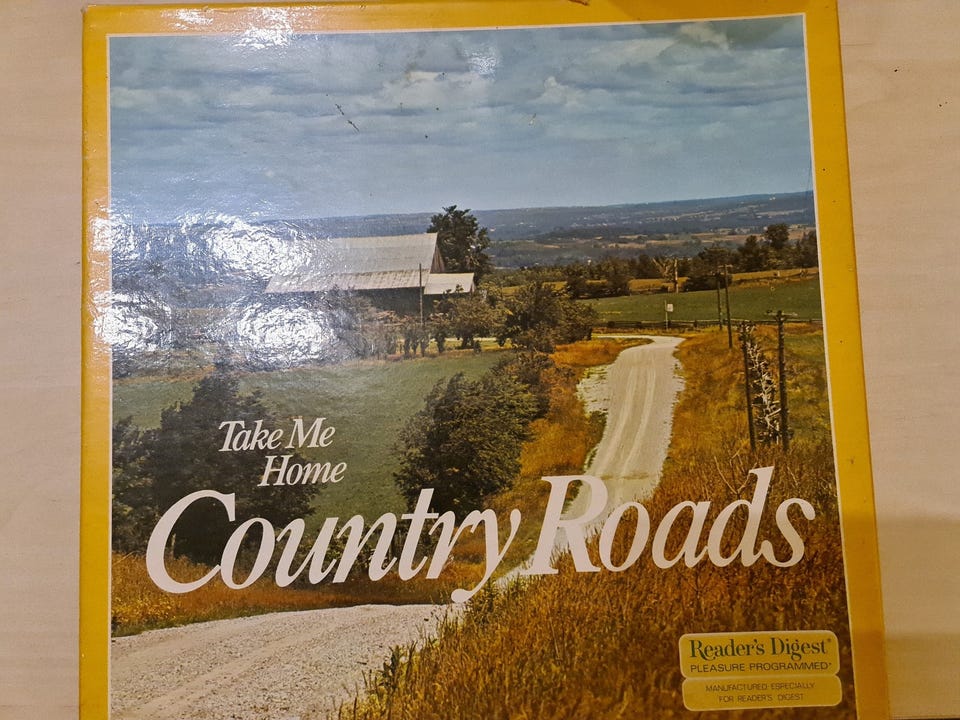 Take Me
Home
Country Roads
Reader's Digest®
PLEASURE PROGRAMMED®
MANUFACTURED ESPECIALLY
FOR READER'S DIGEST